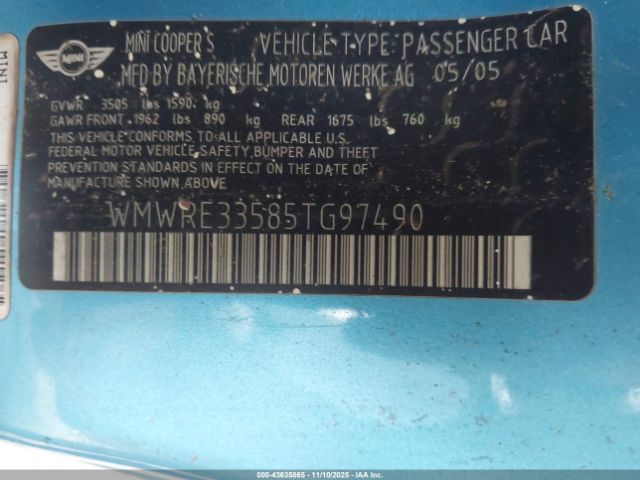 MINI
MINI COOPER S VEHICLE TYPE: PASSENGER CAR
MFD BY BAYERISCHE MOTOREN WERKE AG 05/05
GVWR 3505 lbs 1590 kg
GAWR FRONT 1962 lbs 890 kg REAR 1675 lbs 760 kg
THIS VEHICLE CONFORMS TO ALL APPLICABLE U.S.
FEDERAL MOTOR VEHICLE SAFETY, BUMPER AND THEFT
PREVENTION STANDARDS IN EFFECT ON THE DATE OF
MANUFACTURE SHOWN ABOVE.
WMWRE33585TG97490
MINI
000-43635865 - 11/10/2025 - IAAI.COM